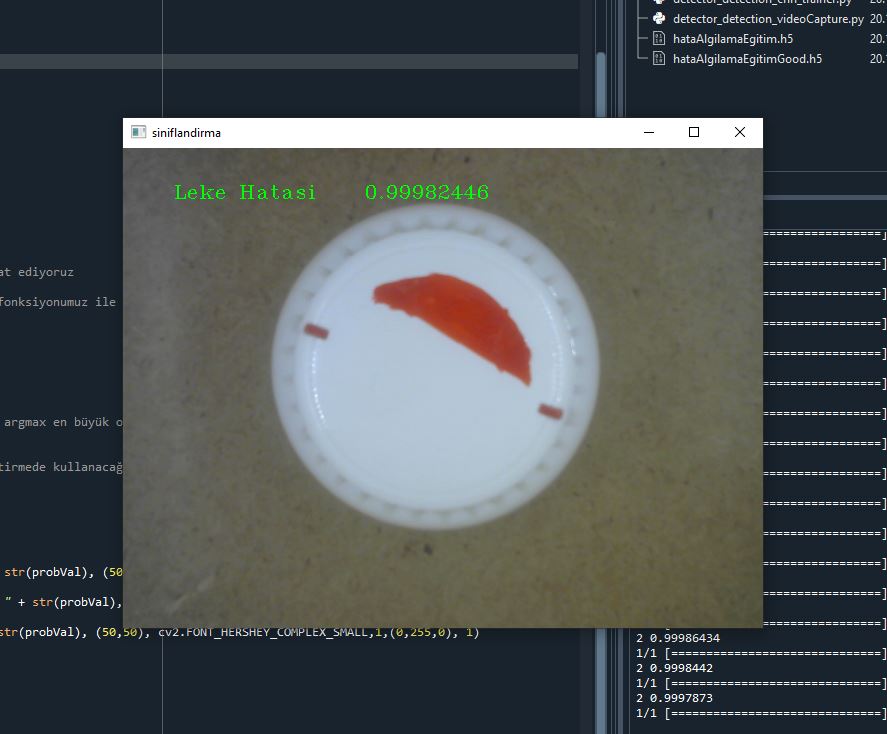 detector_detection_cnn_trainer.py 20.
detector_detection_videoCapture.py 20.
hataAlgilamaEgitim.h5 20.
hataAlgilamaEgitimGood.h5 20.
siniflandirma
Leke Hatasi 0.99982446
at ediyoruz
fonksiyonumuz ile
argmax en büyük o
tirmede kullanacağ
str(probVal), (50
" + str(probVal),
str(probVal), (50,50), cv2.FONT_HERSHEY_COMPLEX_SMALL,1,(0,255,0), 1)
=================]
=================]
=================]
=================]
=================]
=================]
=================]
=================]
=================]
=================]
=================]
=================]
=================]
2 0.99986434
1/1 [==============================]
2 0.9998442
1/1 [==============================]
2 0.9997873
1/1 [==============================]